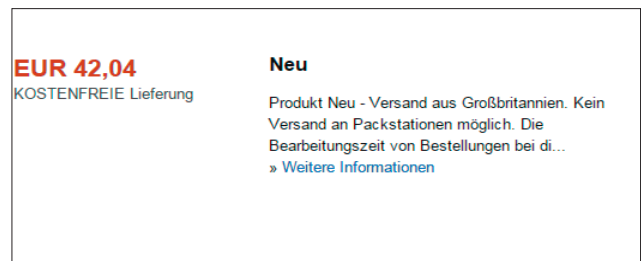 EUR 42,04
KOSTENFREIE Lieferung
Neu
Produkt Neu - Versand aus Großbritannien. Kein
Versand an Packstationen möglich. Die
Bearbeitungszeit von Bestellungen bei di...
» Weitere Informationen